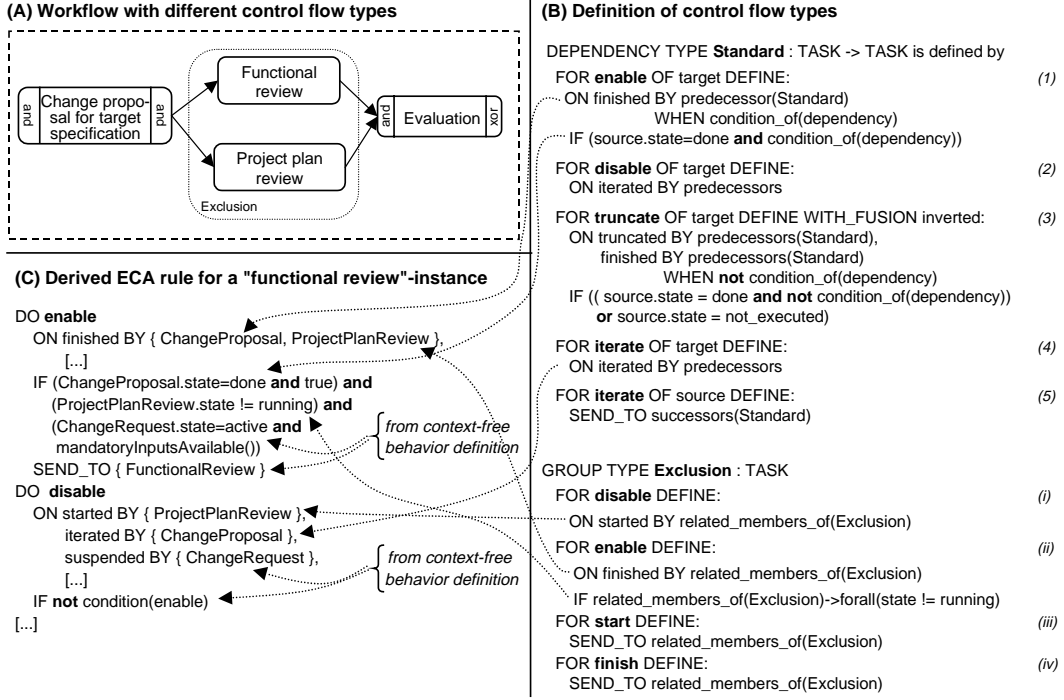 (A) Workflow with different control flow types
and
Change propo-
sal for target
specification
and
Functional
review
Project plan
review
Exclusion
and
Evaluation
xor
(C) Derived ECA rule for a "functional review"-instance
DO enable
ON finished BY { ChangeProposal, ProjectPlanReview },
[...]
IF (ChangeProposal.state=done and true) and
(ProjectPlanReview.state != running) and
(ChangeRequest.state=active and
mandatoryInputsAvailable())
SEND_TO { FunctionalReview }
from context-free
behavior definition
DO disable
ON started BY { ProjectPlanReview },
iterated BY { ChangeProposal },
suspended BY { ChangeRequest },
[...]
IF not condition(enable)
[...]
from context-free
behavior definition
(B) Definition of control flow types
DEPENDENCY TYPE Standard : TASK -> TASK is defined by
FOR enable OF target DEFINE: (1)
ON finished BY predecessor(Standard)
WHEN condition_of(dependency)
IF (source.state=done and condition_of(dependency))
FOR disable OF target DEFINE: (2)
ON iterated BY predecessors
FOR truncate OF target DEFINE WITH_FUSION inverted: (3)
ON truncated BY predecessors(Standard),
finished BY predecessors(Standard)
WHEN not condition_of(dependency)
IF (( source.state = done and not condition_of(dependency))
or source.state = not_executed)
FOR iterate OF target DEFINE: (4)
ON iterated BY predecessors
FOR iterate OF source DEFINE: (5)
SEND_TO successors(Standard)
GROUP TYPE Exclusion : TASK
FOR disable DEFINE: (i)
ON started BY related_members_of(Exclusion)
FOR enable DEFINE: (ii)
ON finished BY related_members_of(Exclusion)
IF related_members_of(Exclusion)->forall(state != running)
FOR start DEFINE: (iii)
SEND_TO related_members_of(Exclusion)
FOR finish DEFINE: (iv)
SEND_TO related_members_of(Exclusion)